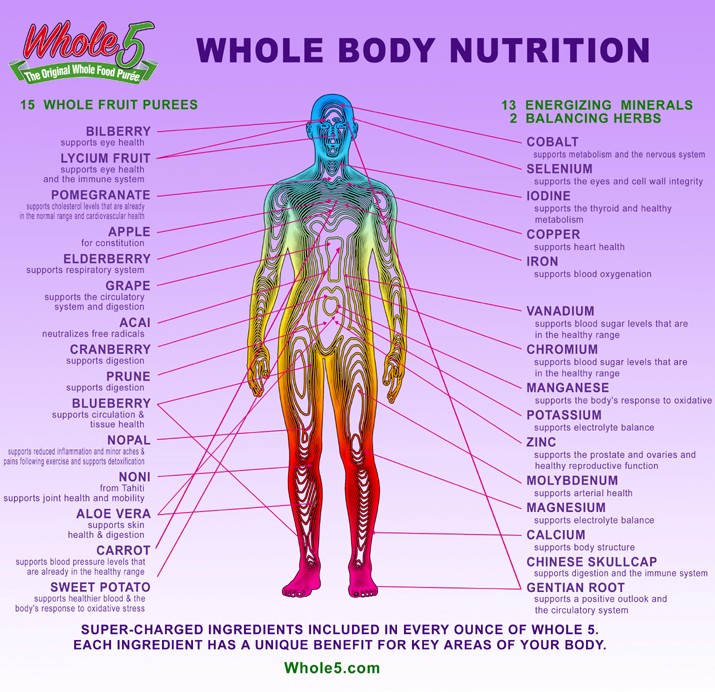 Whole5
The Original Whole Food Purée
WHOLE BODY NUTRITION
15 WHOLE FRUIT PUREES
BILBERRY
supports eye health
LYCIUM FRUIT
supports eye health
and the immune system
POMEGRANATE
supports cholesterol levels that are already
in the normal range and cardiovascular health
APPLE
for constitution
ELDERBERRY
supports respiratory system
GRAPE
supports the circulatory
system and digestion
ACAI
neutralizes free radicals
CRANBERRY
supports digestion
PRUNE
supports digestion
BLUEBERRY
supports circulation &
tissue health
NOPAL
supports reduced inflammation and minor aches &
pains following exercise and supports detoxification
NONI
from Tahiti
supports joint health and mobility
ALOE VERA
supports skin
health & digestion
CARROT
supports blood pressure levels that
are already in the healthy range
SWEET POTATO
supports healthier blood & the
body's response to oxidative stress
13 ENERGIZING MINERALS
2 BALANCING HERBS
COBALT
supports metabolism and the nervous system
SELENIUM
supports the eyes and cell wall integrity
IODINE
supports the thyroid and healthy
metabolism
COPPER
supports heart health
IRON
supports blood oxygenation
VANADIUM
supports blood sugar levels that are
in the healthy range
CHROMIUM
supports blood sugar levels that are
in the healthy range
MANGANESE
supports the body's response to oxidative
POTASSIUM
supports electrolyte balance
ZINC
supports the prostate and ovaries and
healthy reproductive function
MOLYBDENUM
supports arterial health
MAGNESIUM
supports electrolyte balance
CALCIUM
supports body structure
CHINESE SKULLCAP
supports digestion and the immune system
GENTIAN ROOT
supports a positive outlook and
the circulatory system
SUPER-CHARGED INGREDIENTS INCLUDED IN EVERY OUNCE OF WHOLE 5.
EACH INGREDIENT HAS A UNIQUE BENEFIT FOR KEY AREAS OF YOUR BODY.
Whole5.com